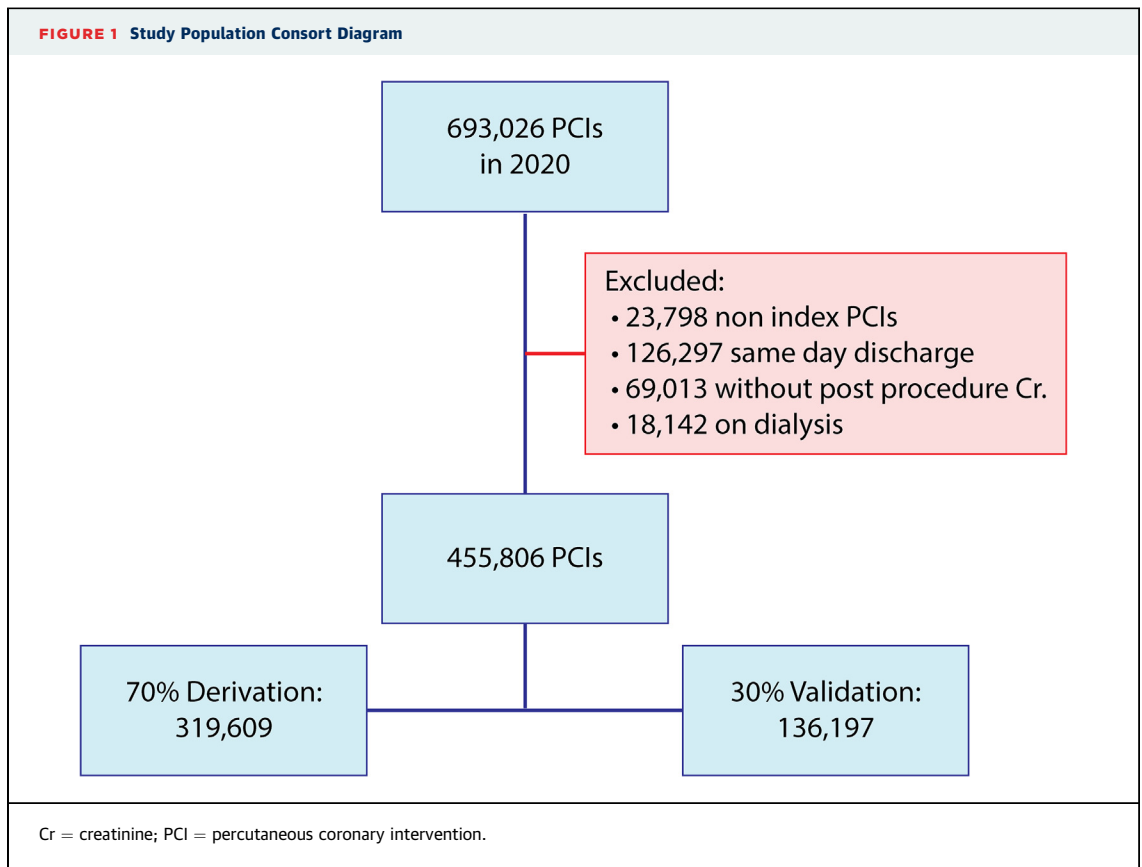 FIGURE 1 Study Population Consort Diagram
693,026 PCIs
in 2020
Excluded:
• 23,798 non index PCIs
• 126,297 same day discharge
• 69,013 without post procedure Cr.
• 18,142 on dialysis
455,806 PCIs
70% Derivation:
319,609
30% Validation:
136,197
Cr = creatinine; PCI = percutaneous coronary intervention.